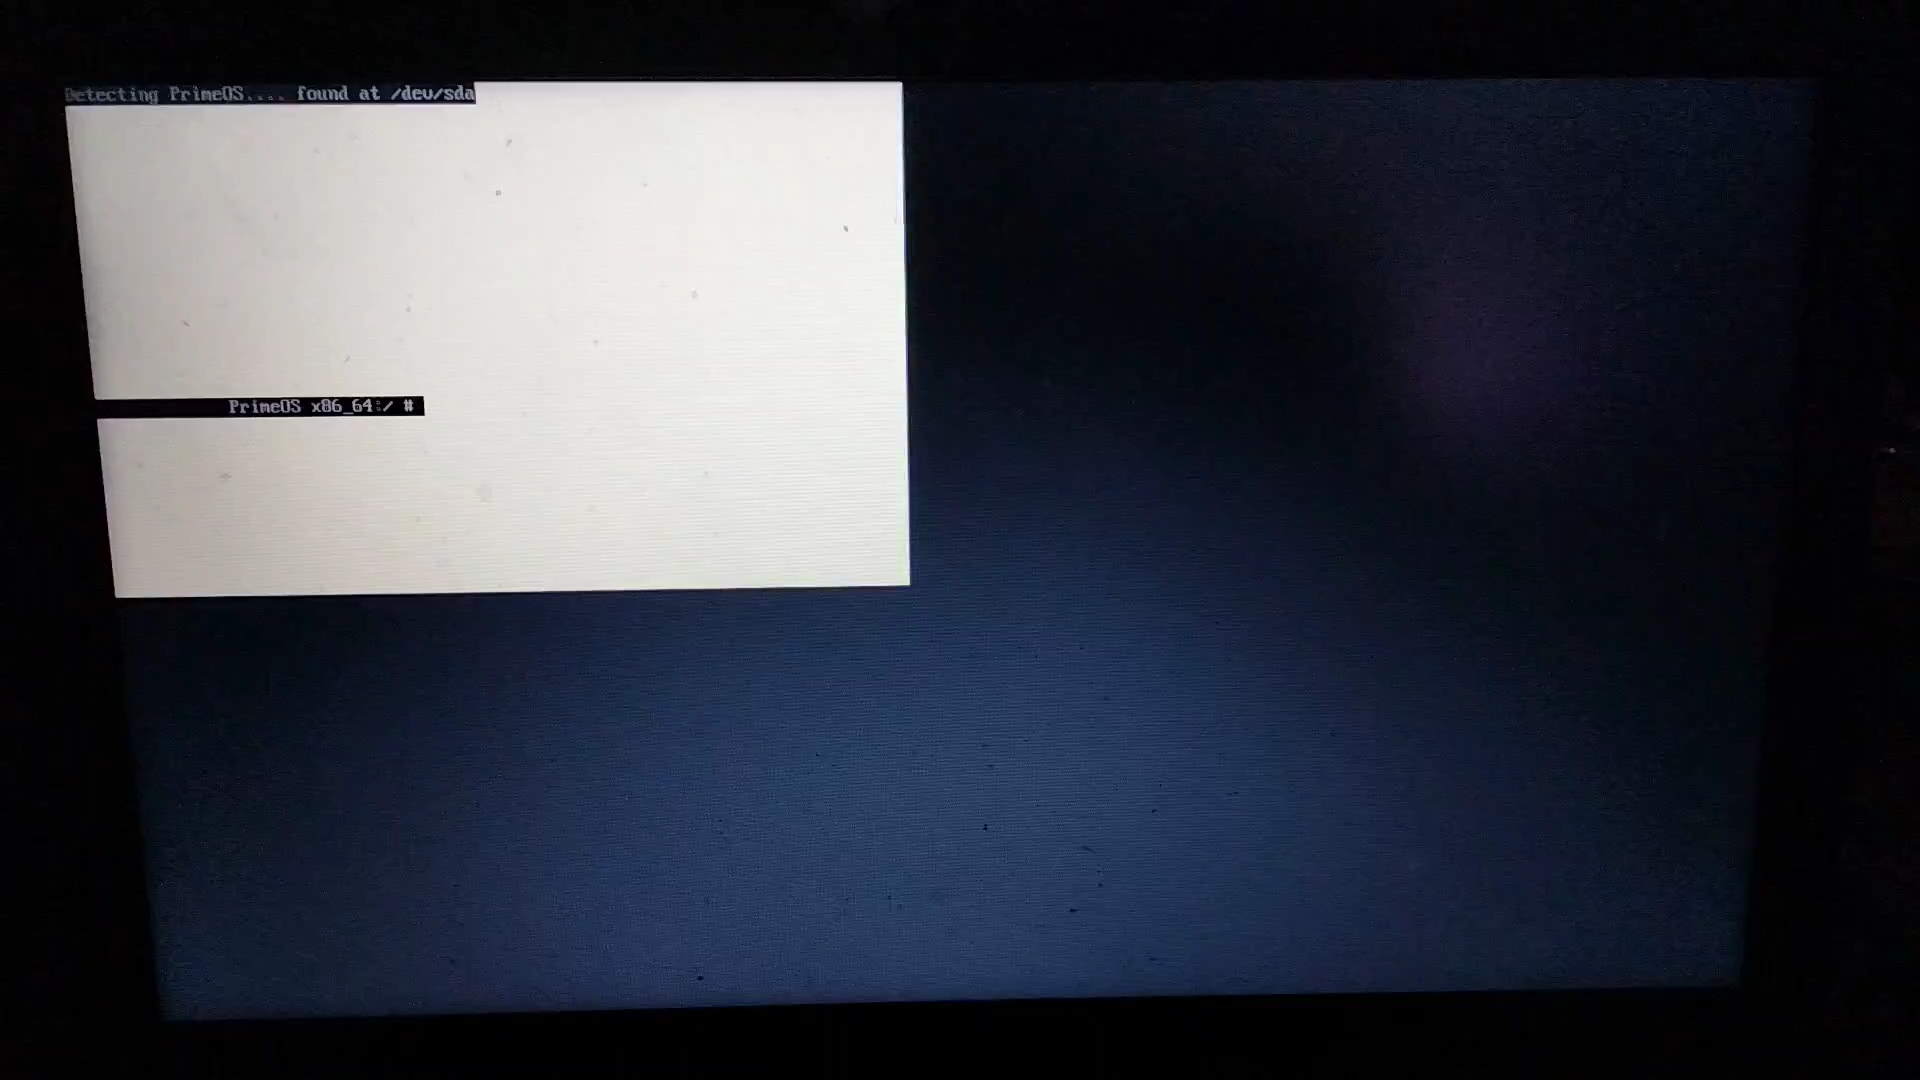 Detecting PrimeOS.... found at /dev/sda
PrimeOS x86_64:/ #